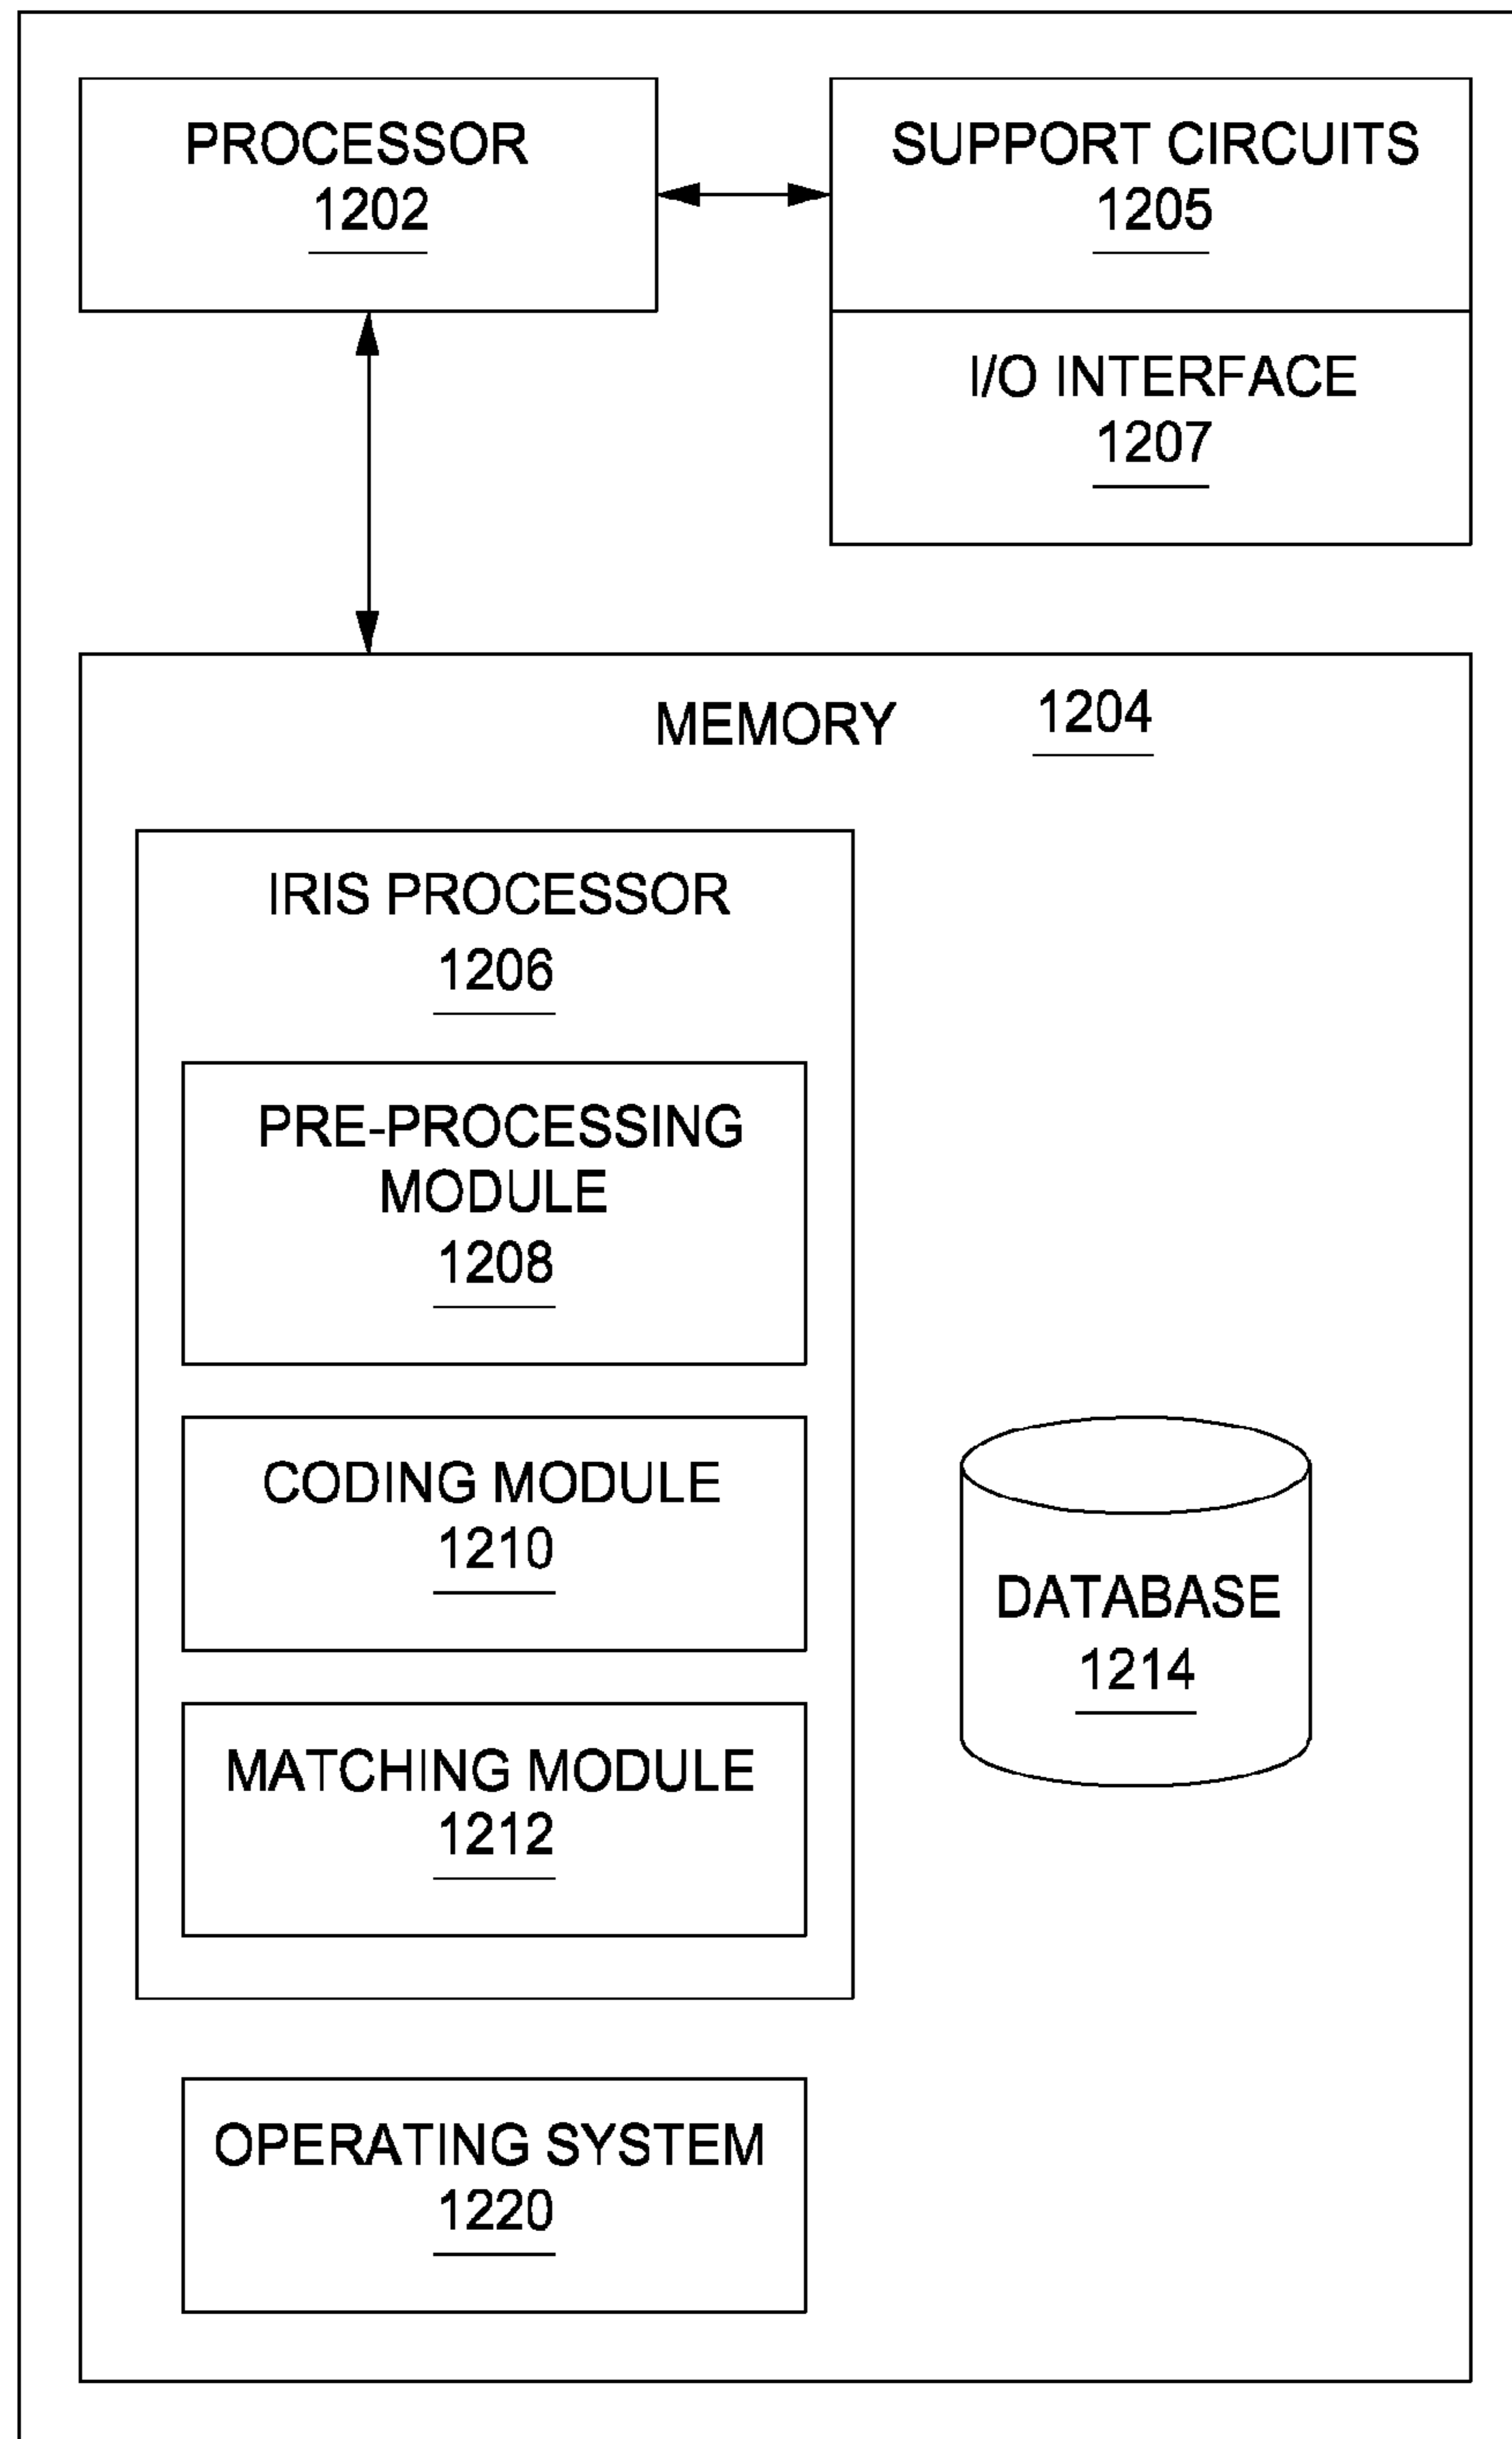 PROCESSOR
1202
SUPPORT CIRCUITS
1205
I/O INTERFACE
1207
MEMORY 1204
IRIS PROCESSOR
1206
PRE-PROCESSING
MODULE
1208
CODING MODULE
1210
MATCHING MODULE
1212
DATABASE
1214
OPERATING SYSTEM
1220